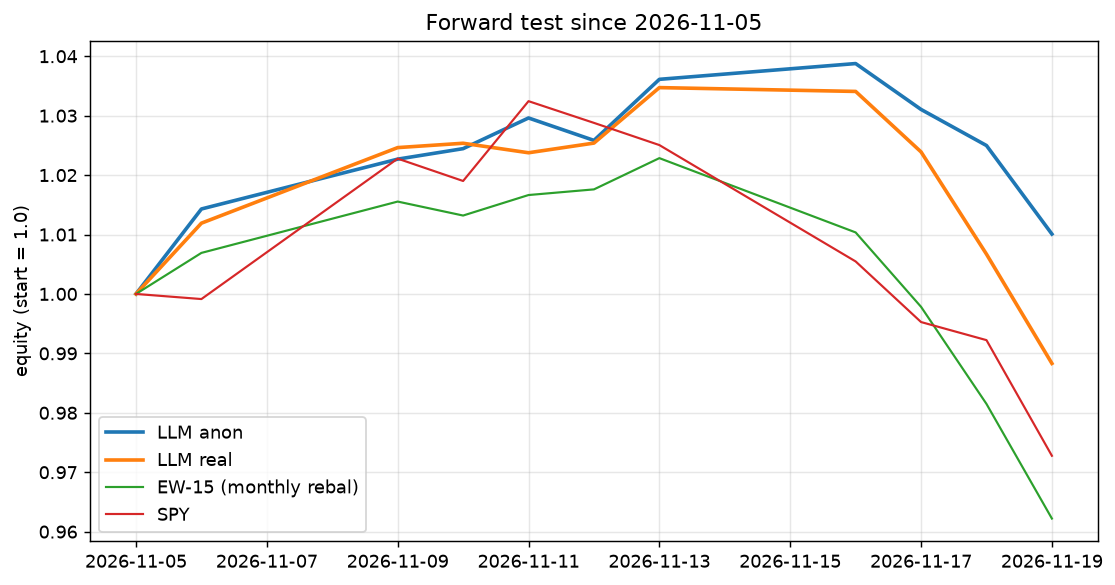 Forward test since 2026-11-05
equity (start = 1.0)
1.04
1.03
1.02
1.01
1.00
0.99
0.98
0.97
0.96
LLM anon
LLM real
EW-15 (monthly rebal)
SPY
2026-11-05 2026-11-07 2026-11-09 2026-11-11 2026-11-13 2026-11-15 2026-11-17 2026-11-19